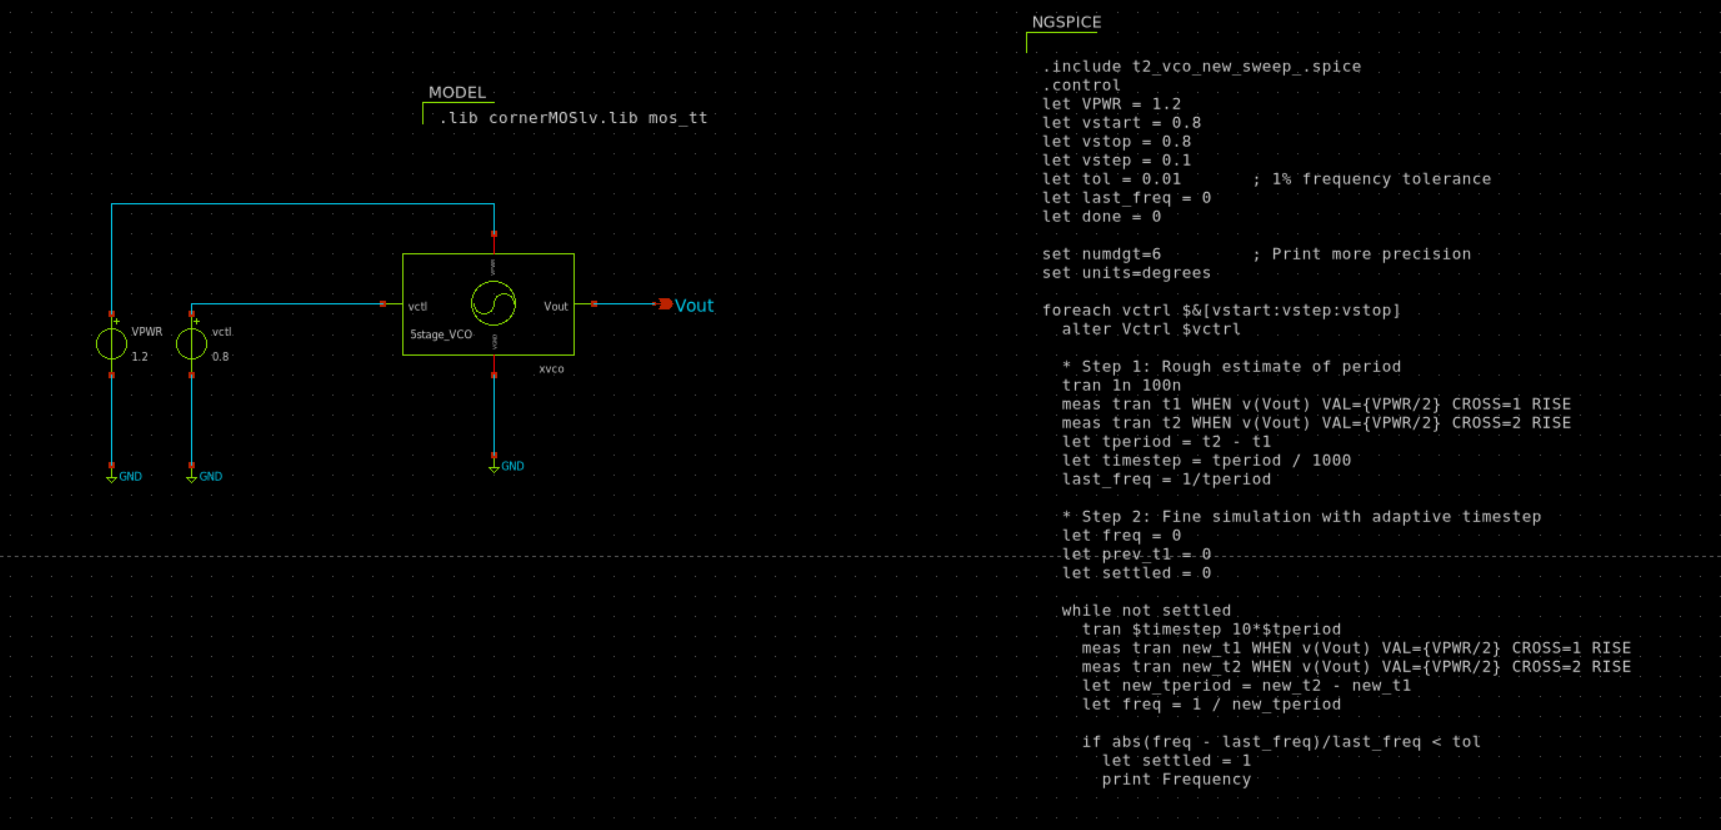 NGSPICE
MODEL
.lib cornerMOSlv.lib mos_tt
VPWR
1.2
vctl
0.8
vctl
VPWR
Vout
5stage_VCO
VGND
xvco
Vout
GND
GND
GND
.include t2_vco_new_sweep_.spice
.control
let VPWR = 1.2
let vstart = 0.8
let vstop = 0.8
let vstep = 0.1
let tol = 0.01       ; 1% frequency tolerance
let last_freq = 0
let done = 0
set numdgt=6         ; Print more precision
set units=degrees
foreach vctrl $&[vstart:vstep:vstop]
  alter Vctrl $vctrl
  * Step 1: Rough estimate of period
  tran 1n 100n
  meas tran t1 WHEN v(Vout) VAL={VPWR/2} CROSS=1 RISE
  meas tran t2 WHEN v(Vout) VAL={VPWR/2} CROSS=2 RISE
  let tperiod = t2 - t1
  let timestep = tperiod / 1000
  last_freq = 1/tperiod
  * Step 2: Fine simulation with adaptive timestep
  let freq = 0
  let prev_t1 = 0
  let settled = 0
  while not settled
    tran $timestep 10*$tperiod
    meas tran new_t1 WHEN v(Vout) VAL={VPWR/2} CROSS=1 RISE
    meas tran new_t2 WHEN v(Vout) VAL={VPWR/2} CROSS=2 RISE
    let new_tperiod = new_t2 - new_t1
    let freq = 1 / new_tperiod
    if abs(freq - last_freq)/last_freq < tol
      let settled = 1
      print Frequency